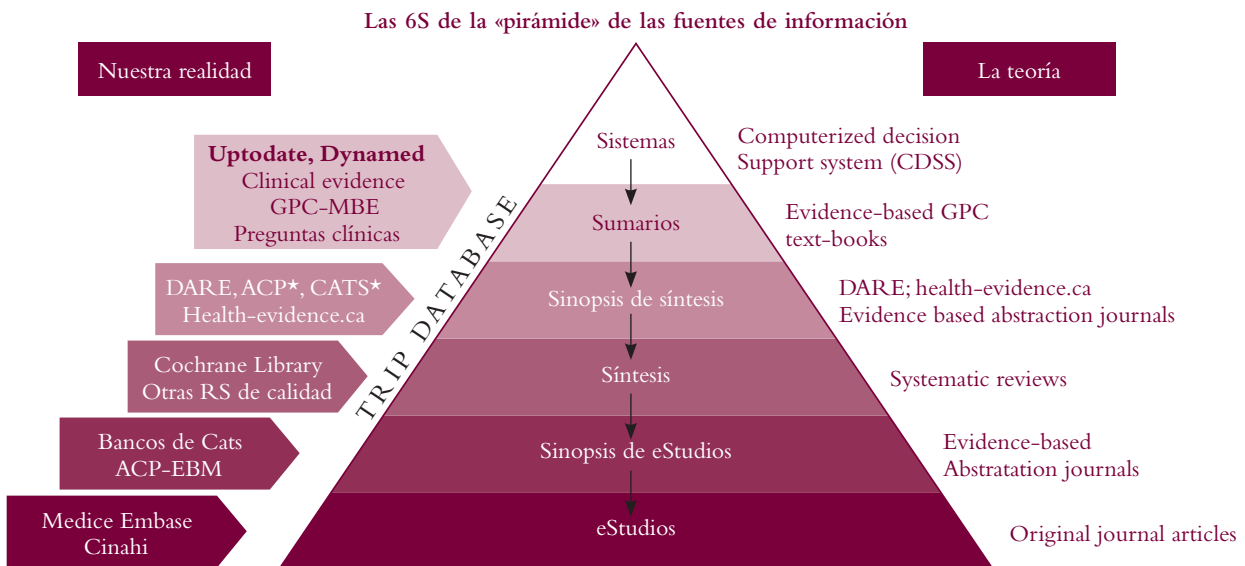 Las 6S de la «pirámide» de las fuentes de información
Nuestra realidad
La teoría
Sistemas
Computerized decision
Support system (CDSS)
Uptodate, Dynamed
Clinical evidence
GPC-MBE
Preguntas clínicas
Sumarios
Evidence-based GPC
text-books
TRIP DATABASE
DARE, ACP★, CATS★
Health-evidence.ca
Sinopsis de síntesis
DARE; health-evidence.ca
Evidence based abstraction journals
Cochrane Library
Otras RS de calidad
Síntesis
Systematic reviews
Bancos de Cats
ACP-EBM
Sinopsis de eStudios
Evidence-based
Abstratation journals
Medice Embase
Cinahi
eStudios
Original journal articles